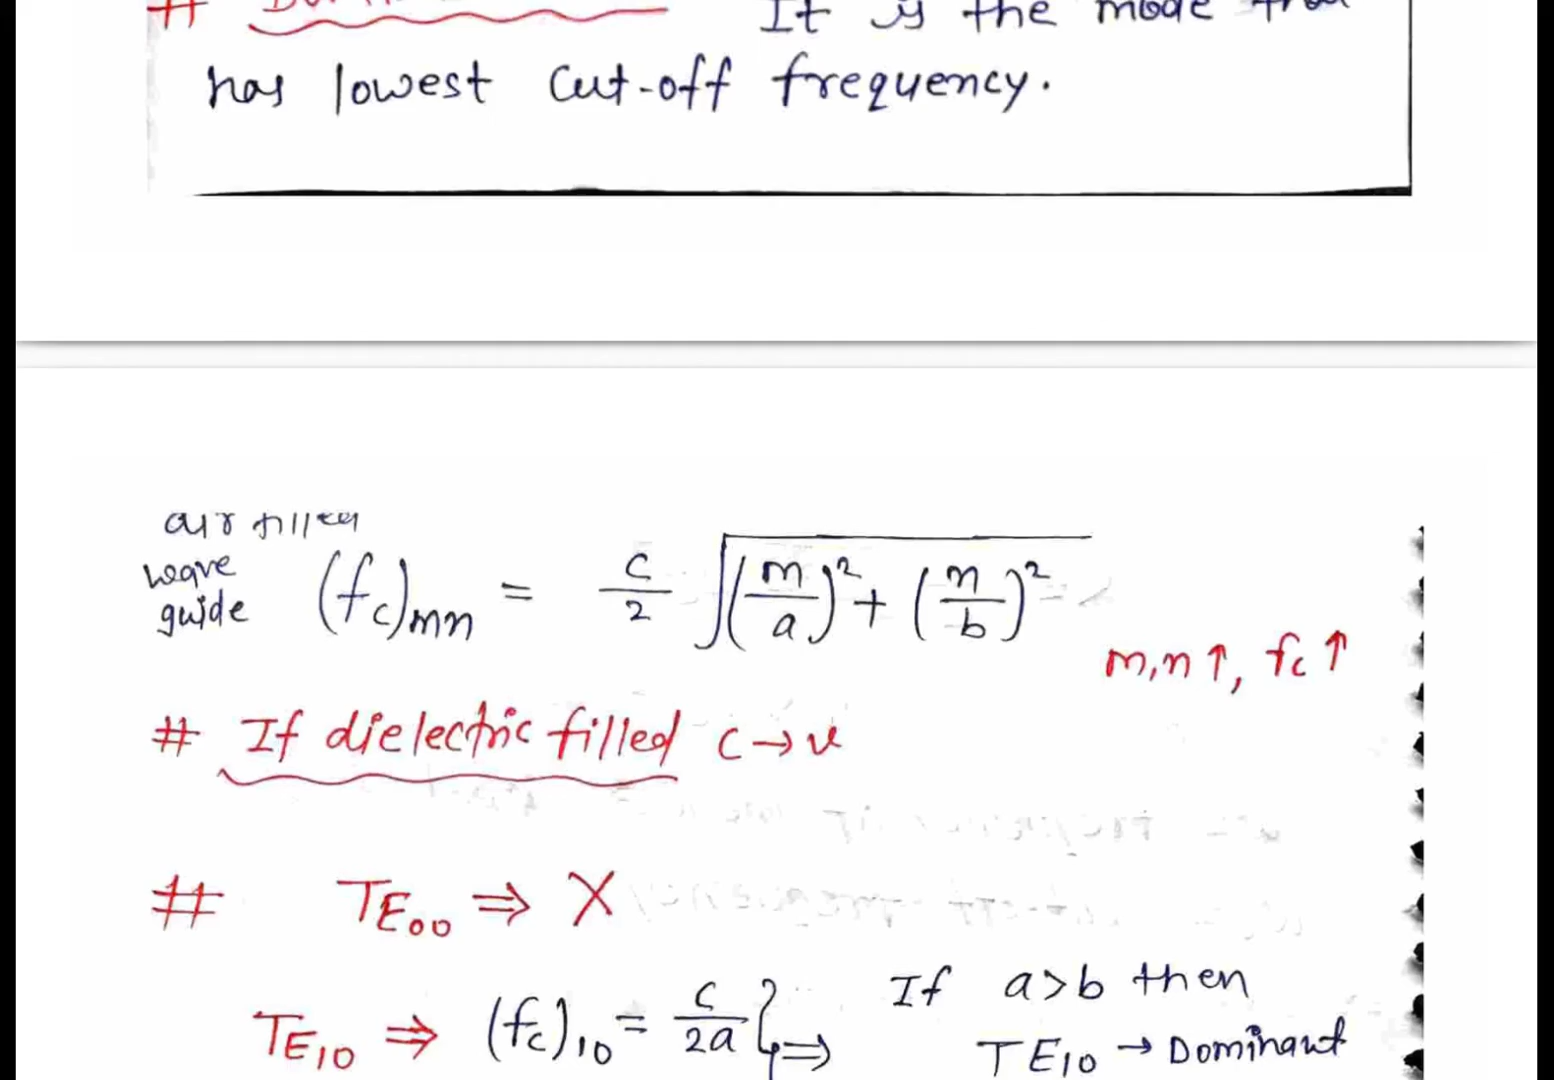 # It is the mode
has lowest cut-off frequency.
air filled
wave
guide (fc)mn = c/2 √((m/a)² + (n/b)²)
m,n↑, fc↑
# If dielectric filled c→v
# TE00 ⇒ X
If a>b then
TE10 ⇒ (fc)10 = c/2a } ⇒ TE10 → Dominant